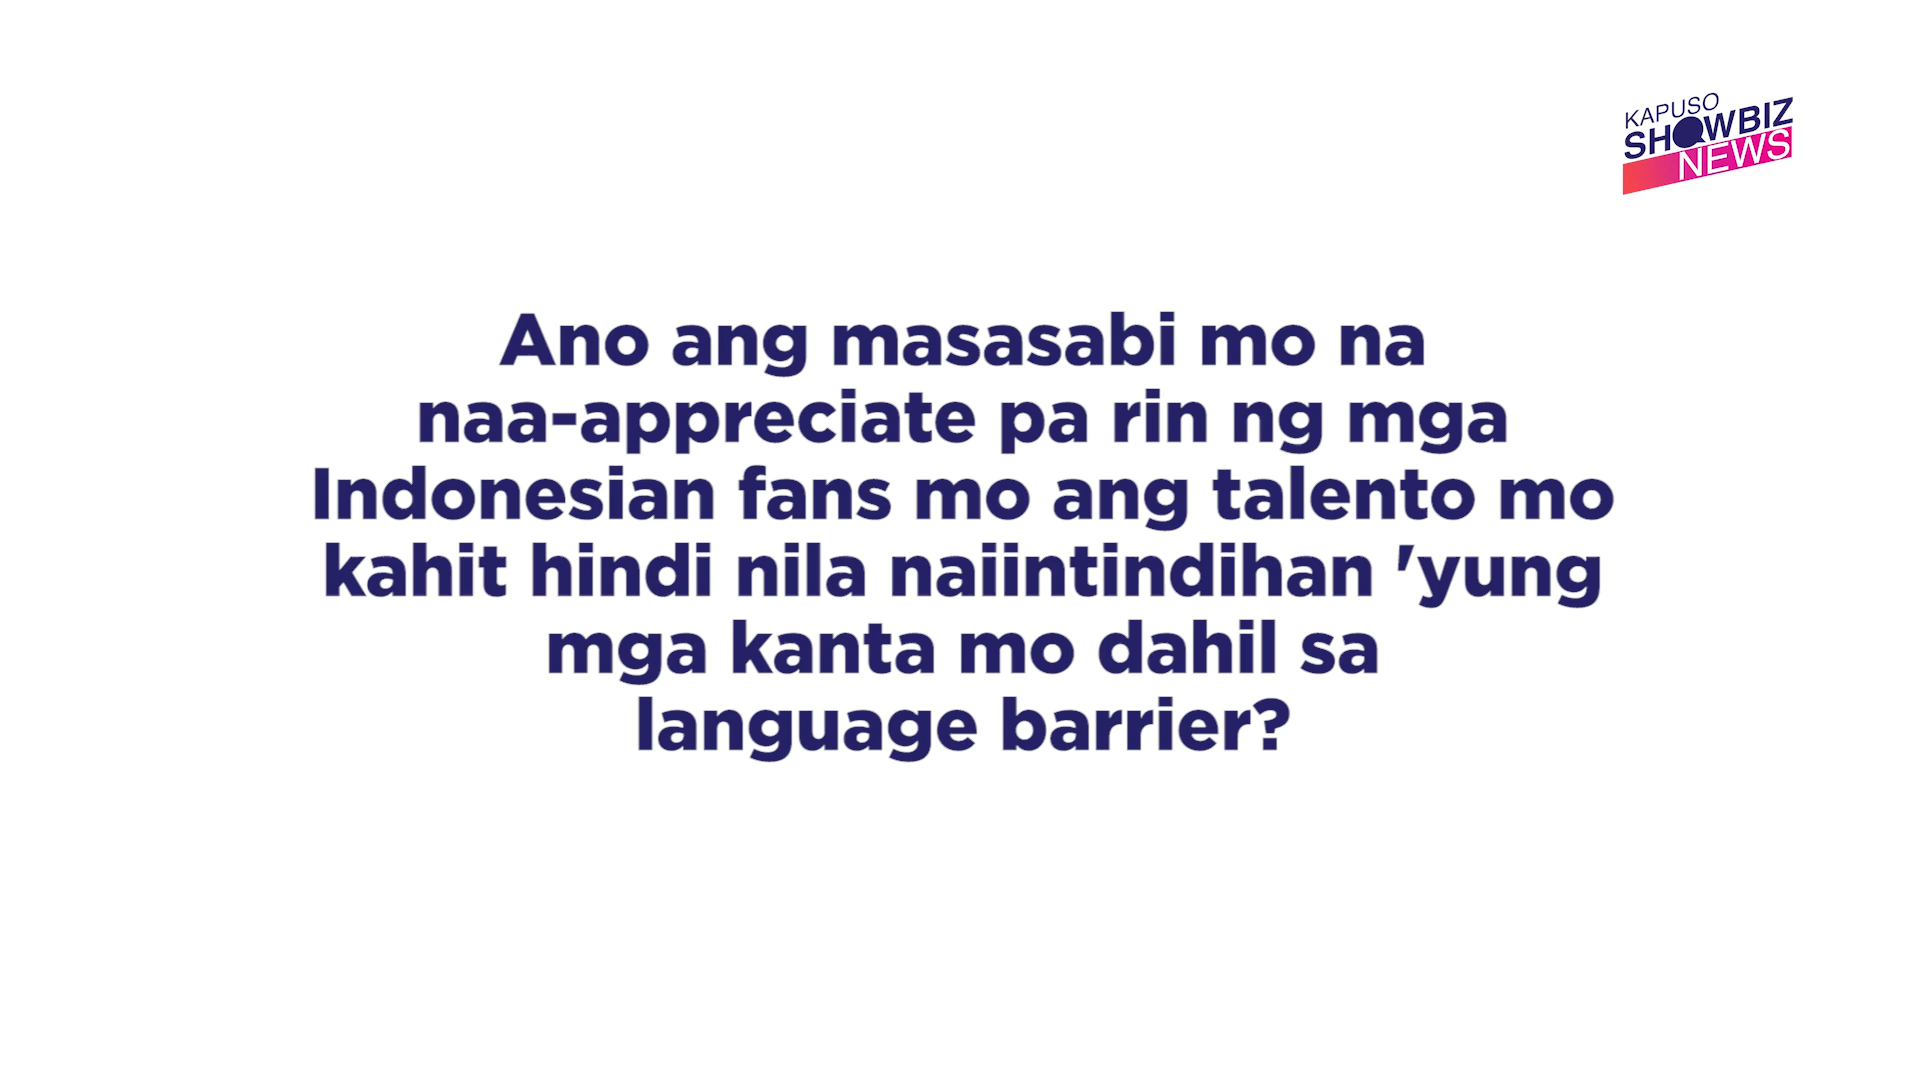 KAPUSO
SHOWBIZ
NEWS
Ano ang masasabi mo na
naa-appreciate pa rin ng mga
Indonesian fans mo ang talento mo
kahit hindi nila naiintindihan 'yung
mga kanta mo dahil sa
language barrier?